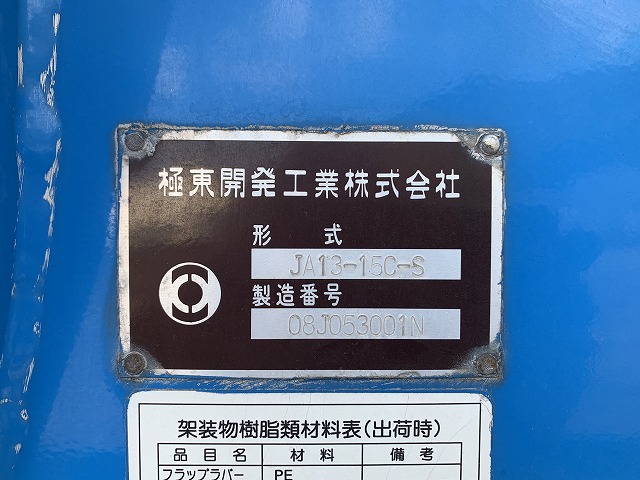 極東開発工業株式会社
形 式
JA13-15C-S
製造番号
08J053001N
架装物樹脂類材料表(出荷時)
品目名 材料 備考
フラップラバー PE